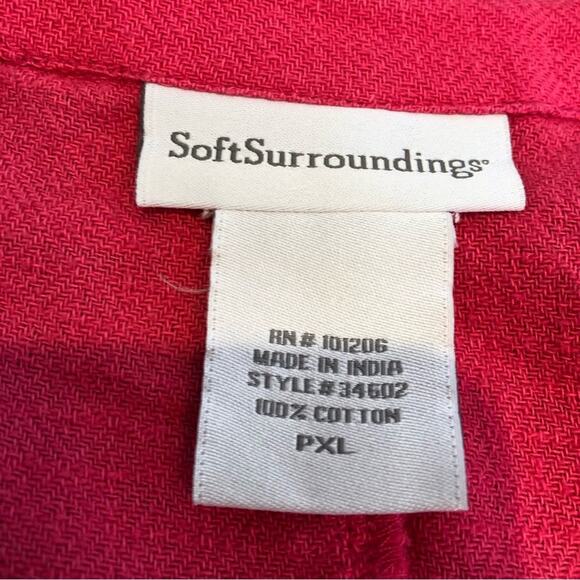 SoftSurroundings®
RN# 101206
MADE IN INDIA
STYLE#34602
100% COTTON
PXL